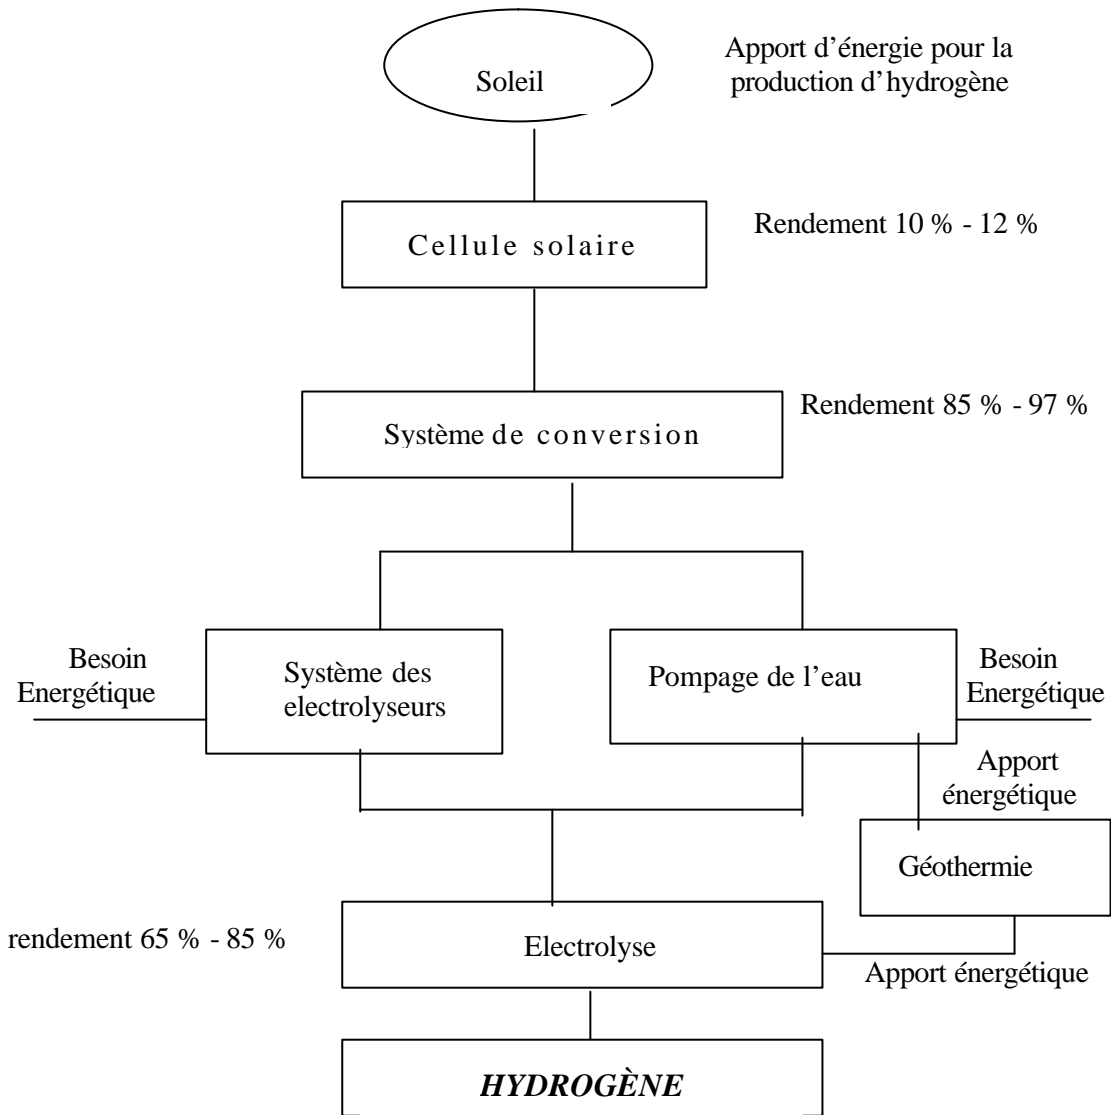 Soleil
Apport d’énergie pour la
production d’hydrogène
Cellule solaire
Rendement 10 % - 12 %
Système de conversion
Rendement 85 % - 97 %
Besoin
Energétique
Système des
electrolyseurs
Pompage de l’eau
Besoin
Energétique
Apport
énergétique
Géothermie
rendement 65 % - 85 %
Electrolyse
Apport énergétique
HYDROGÈNE